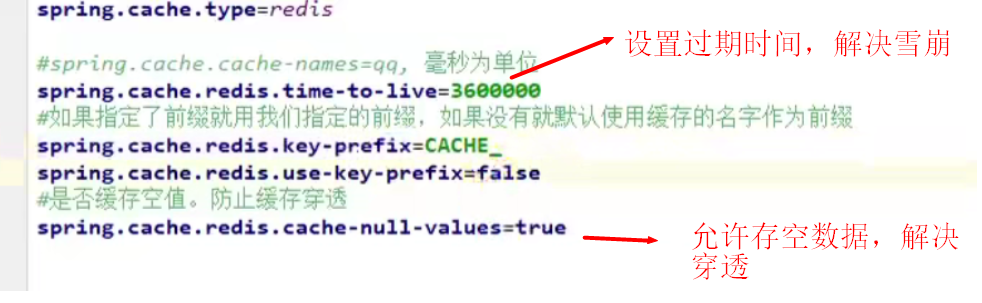 spring.cache.type=redis
设置过期时间，解决雪崩
#spring.cache.cache-names=qq, 毫秒为单位
spring.cache.redis.time-to-live=3600000
#如果指定了前缀就用我们指定的前缀，如果没有就默认使用缓存的名字作为前缀
spring.cache.redis.key-prefix=CACHE_
spring.cache.redis.use-key-prefix=false
#是否缓存空值。防止缓存穿透
spring.cache.redis.cache-null-values=true
允许存空数据，解决
穿透